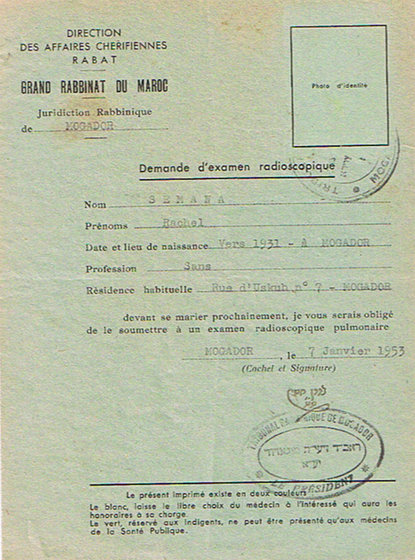 DIRECTION
DES AFFAIRES CHERIFIENNES
RABAT
GRAND RABBINAT DU MAROC
Juridiction Rabbinique
de MOGADOR
Photo d'identité
Demande d'examen radioscopique
Nom SEMANA
Prénoms Rachel
Date et lieu de naissance Vers 1931 - A MOGADOR
Profession Sans
Résidence habituelle Rue d'Uskuh n° 7 - MOGADOR
devant se marier prochainement, je vous serais obligé
de le soumettre à un examen radioscopique pulmonaire
MOGADOR, le 7 Janvier 1953
(Cachet et Signature)
TRIBUNAL RABBINIQUE DE MOGADOR
LE PRÉSIDENT
Le présent imprimé existe en deux couleurs
Le blanc, laisse le libre choix du médecin à l'intéressé qui aura les
honoraires à sa charge.
Le vert, réservé aux indigents, ne peut être présenté qu'aux médecins
de la Santé Publique.